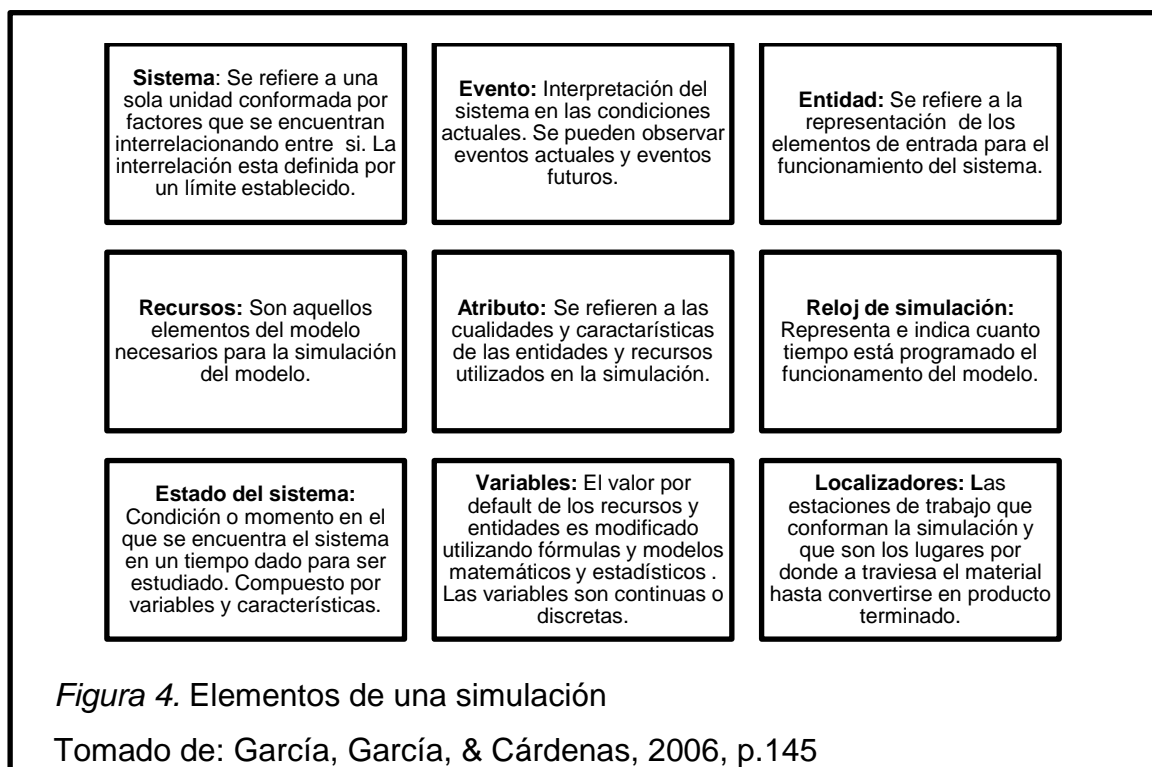 Sistema: Se refiere a una
sola unidad conformada por
factores que se encuentran
interrelacionando entre si. La
interrelación esta definida por
un límite establecido.
Evento: Interpretación del
sistema en las condiciones
actuales. Se pueden observar
eventos actuales y eventos
futuros.
Entidad: Se refiere a la
representación de los
elementos de entrada para el
funcionamiento del sistema.
Recursos: Son aquellos
elementos del modelo
necesarios para la simulación
del modelo.
Atributo: Se refieren a las
cualidades y caractarísticas
de las entidades y recursos
utilizados en la simulación.
Reloj de simulación:
Representa e indica cuanto
tiempo está programado el
funcionamento del modelo.
Estado del sistema:
Condición o momento en el
que se encuentra el sistema
en un tiempo dado para ser
estudiado. Compuesto por
variables y características.
Variables: El valor por
default de los recursos y
entidades es modificado
utilizando fórmulas y modelos
matemáticos y estadísticos .
Las variables son continuas o
discretas.
Localizadores: Las
estaciones de trabajo que
conforman la simulación y
que son los lugares por
donde a traviesa el material
hasta convertirse en producto
terminado.
Figura 4. Elementos de una simulación
Tomado de: García, García, & Cárdenas, 2006, p.145